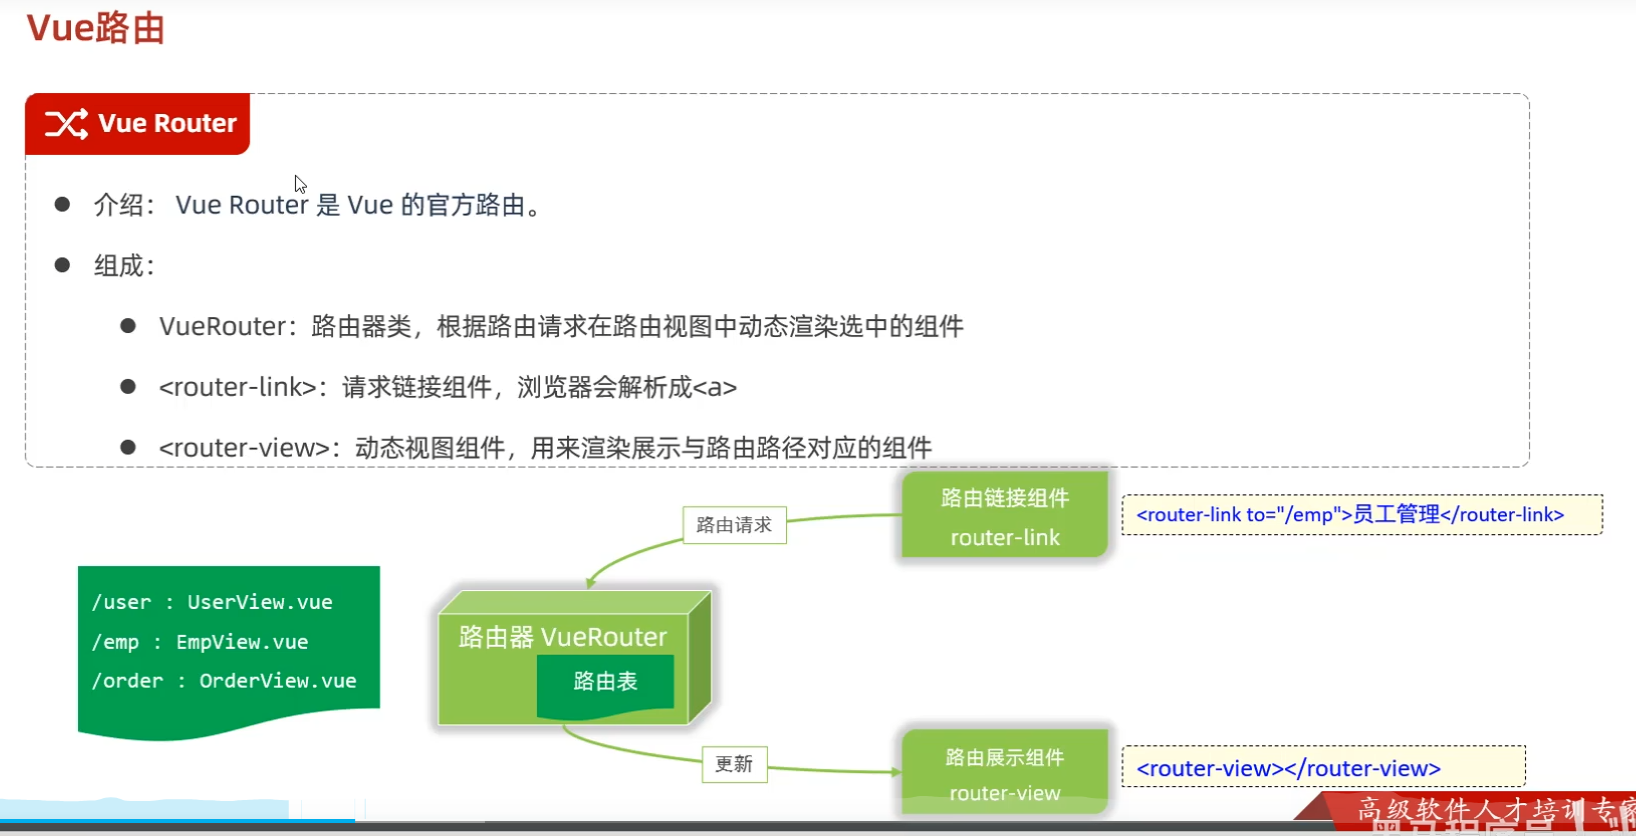 Vue路由
Vue Router
介绍： Vue Router 是 Vue 的官方路由。
组成：
VueRouter：路由器类，根据路由请求在路由视图中动态渲染选中的组件
<router-link>：请求链接组件，浏览器会解析成<a>
<router-view>：动态视图组件，用来渲染展示与路由路径对应的组件
路由链接组件
router-link
<router-link to="/emp">员工管理</router-link>
路由请求
/user : UserView.vue
/emp : EmpView.vue
/order : OrderView.vue
路由器 VueRouter
路由表
更新
路由展示组件
router-view
<router-view></router-view>
高级软件人才培训专家